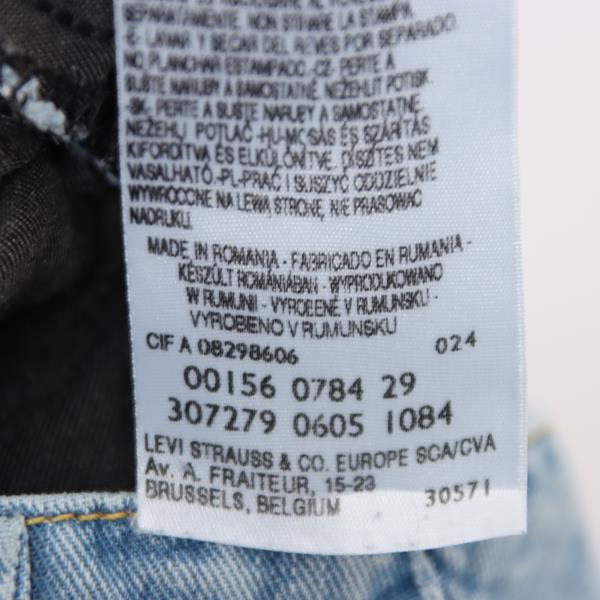 SEPARATAMENTE. NON STIRARE LA STAMPA.
-E- LAVAR Y SECAR DEL REVES POR SEPARADO.
NO PLANCHAR ESTAMPADO.-CZ- PERTE A
SUŠTE NARUBY A SAMOSTATNĚ. NEŽEHLIT POTISK.
-SK- PERTE A SUŠTE NARUBY A SAMOSTATNE.
NEŽEHLI POTLAČ -HU- MOSÁS ÉS SZÁRÍTÁS
KIFORDÍTVA ÉS ELKÜLÖNÍTVE. DÍSZÍTÉS NEM
VASALHATÓ.-PL- PRAĆ I SUSZYĆ ODDZIELNIE
WYWRÓCONE NA LEWĄ STRONĘ, NIE PRASOWAĆ
NADRUKU.
MADE IN ROMANIA - FABRICADO EN RUMANIA -
KÉSZÜLT ROMÁNIÁBAN - WYPRODUKOWANO
W RUMUNII - VYROBENÉ V RUMUNSKU -
VYROBENO V RUMUNSKU
CIF A 08298606 024
00156 0784 29
307279 0605 1084
LEVI STRAUSS & CO. EUROPE SCA/CVA
Av. A. FRAITEUR, 15-23
BRUSSELS, BELGIUM 30571